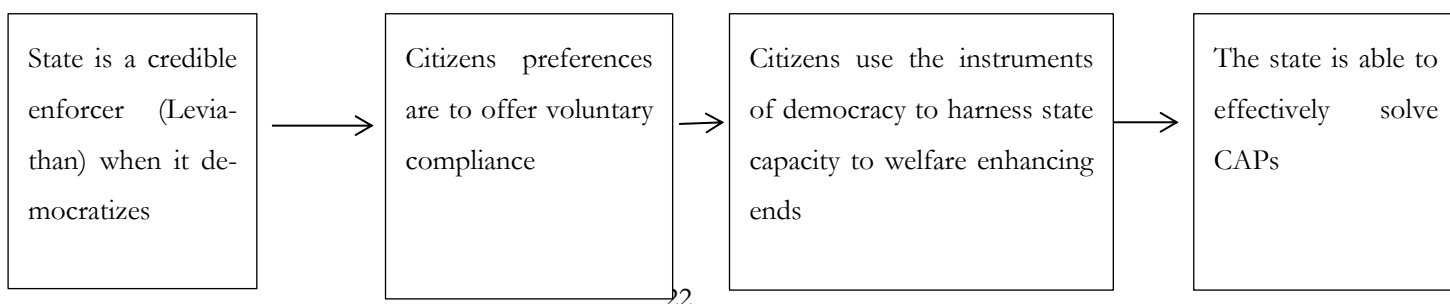 State is a credible
enforcer (Levia-
than) when it de-
mocratizes
Citizens preferences
are to offer voluntary
compliance
Citizens use the instruments
of democracy to harness state
capacity to welfare enhancing
ends
The state is able to
effectively solve
CAPs
22